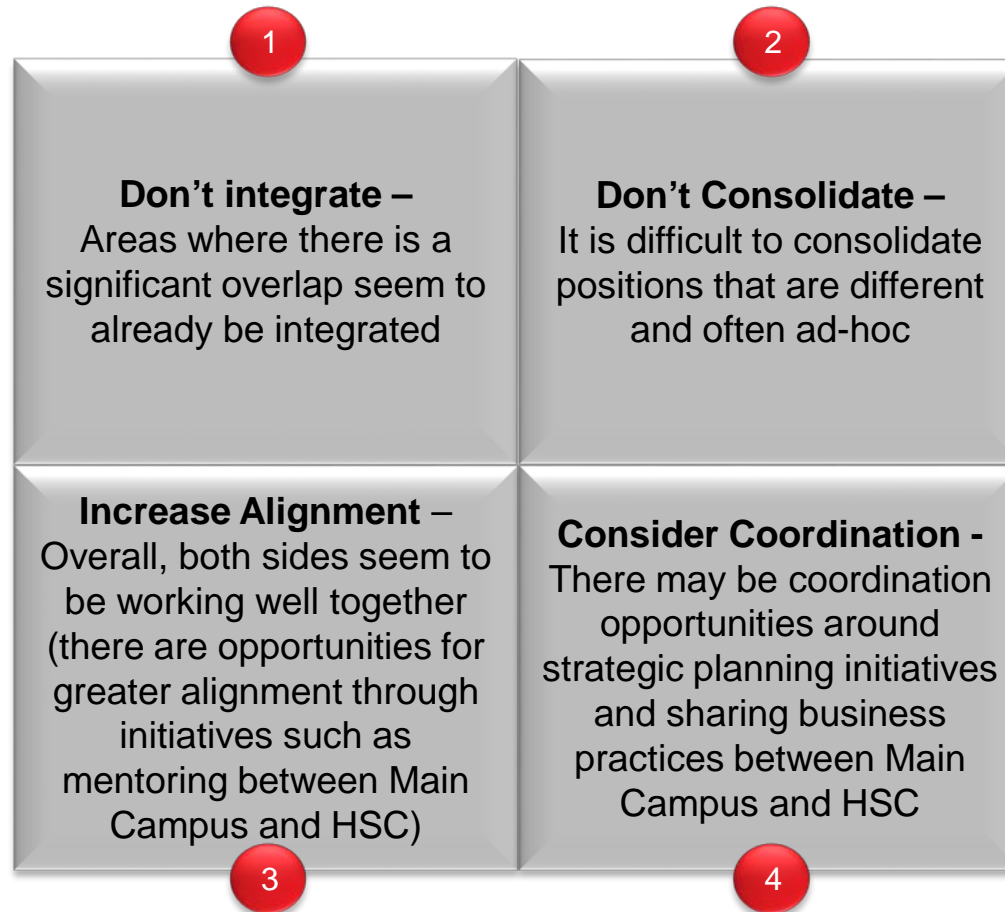 1
Don’t integrate –
Areas where there is a
significant overlap seem to
already be integrated
2
Don’t Consolidate –
It is difficult to consolidate
positions that are different
and often ad-hoc
Increase Alignment –
Overall, both sides seem to
be working well together
(there are opportunities for
greater alignment through
initiatives such as
mentoring between Main
Campus and HSC)
3
Consider Coordination -
There may be coordination
opportunities around
strategic planning initiatives
and sharing business
practices between Main
Campus and HSC
4